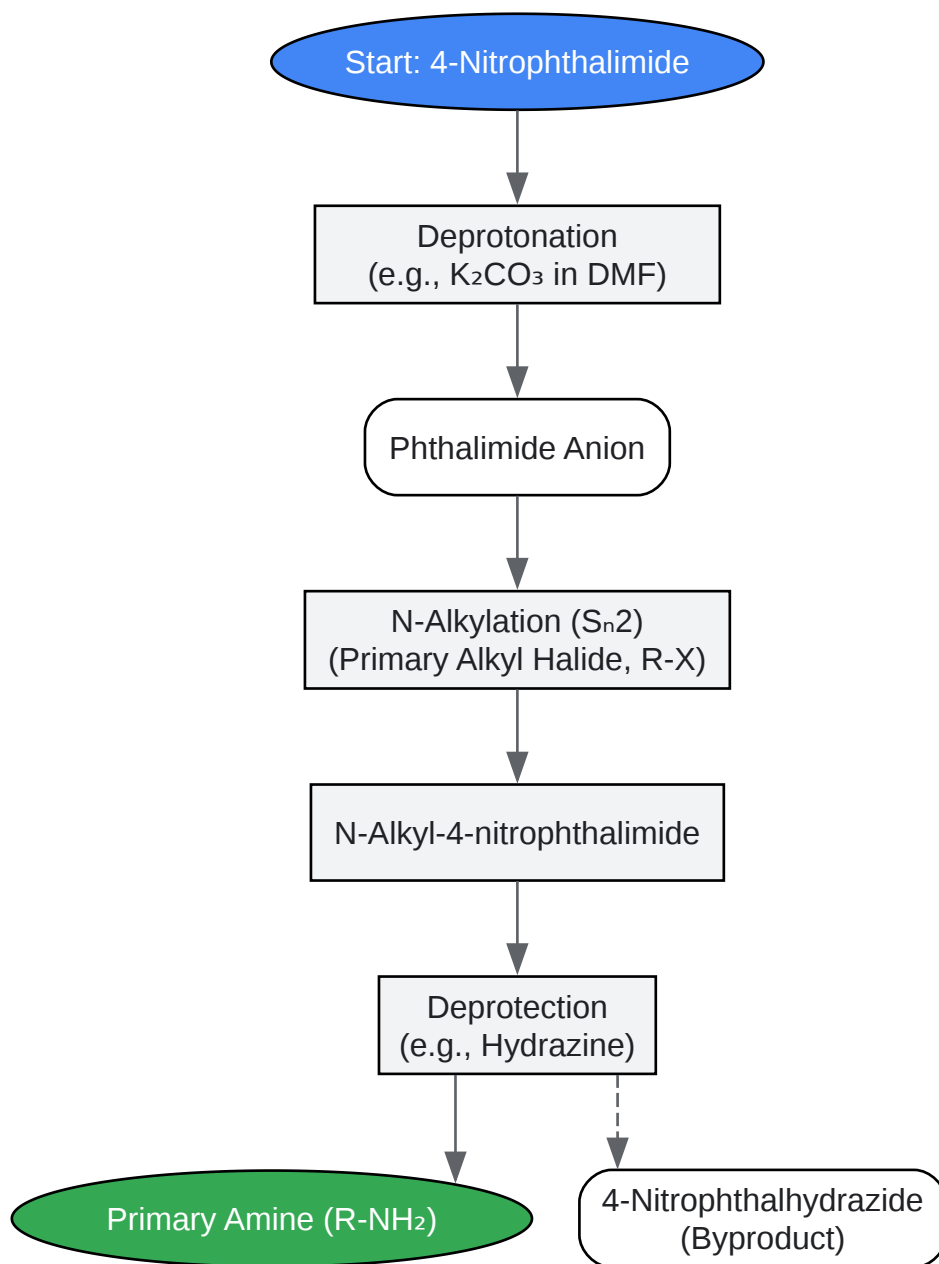 Start: 4-Nitrophthalimide
Deprotonation
(e.g., K₂CO₃ in DMF)
Phthalimide Anion
N-Alkylation (Sₙ2)
(Primary Alkyl Halide, R-X)
N-Alkyl-4-nitrophthalimide
Deprotection
(e.g., Hydrazine)
Primary Amine (R-NH₂)
4-Nitrophthalhydrazide
(Byproduct)